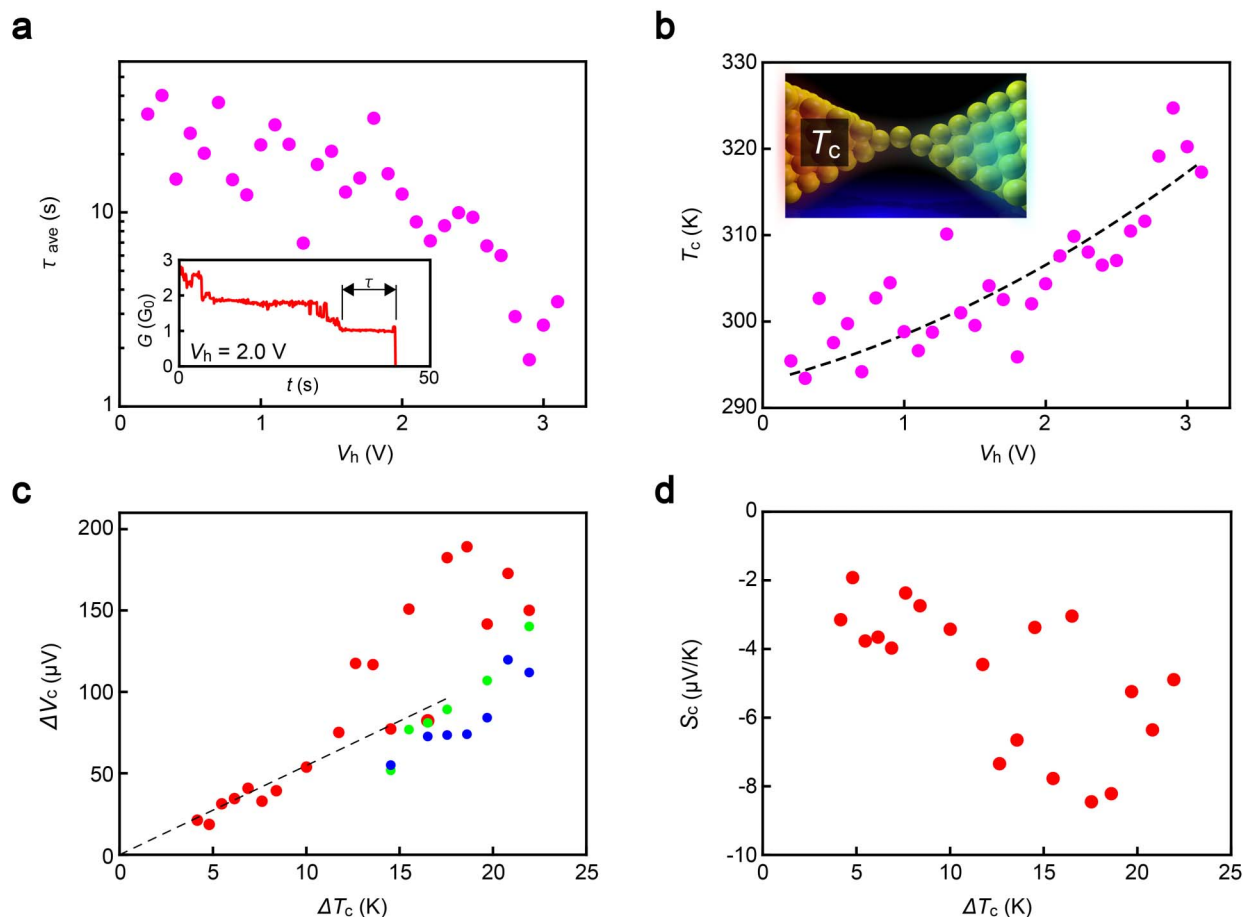 a
τ ave (s)
10
1
0
1
2
3
Vh (V)
G (G0)
3
2
1
0
0
50
t (s)
τ
Vh = 2.0 V
b
Tc (K)
330
320
310
300
290
0
1
2
3
Vh (V)
Tc
c
ΔVc (µV)
200
150
100
50
0
0
5
10
15
20
25
ΔTc (K)
d
Sc (µV/K)
0
-2
-4
-6
-8
-10
0
5
10
15
20
25
ΔTc (K)